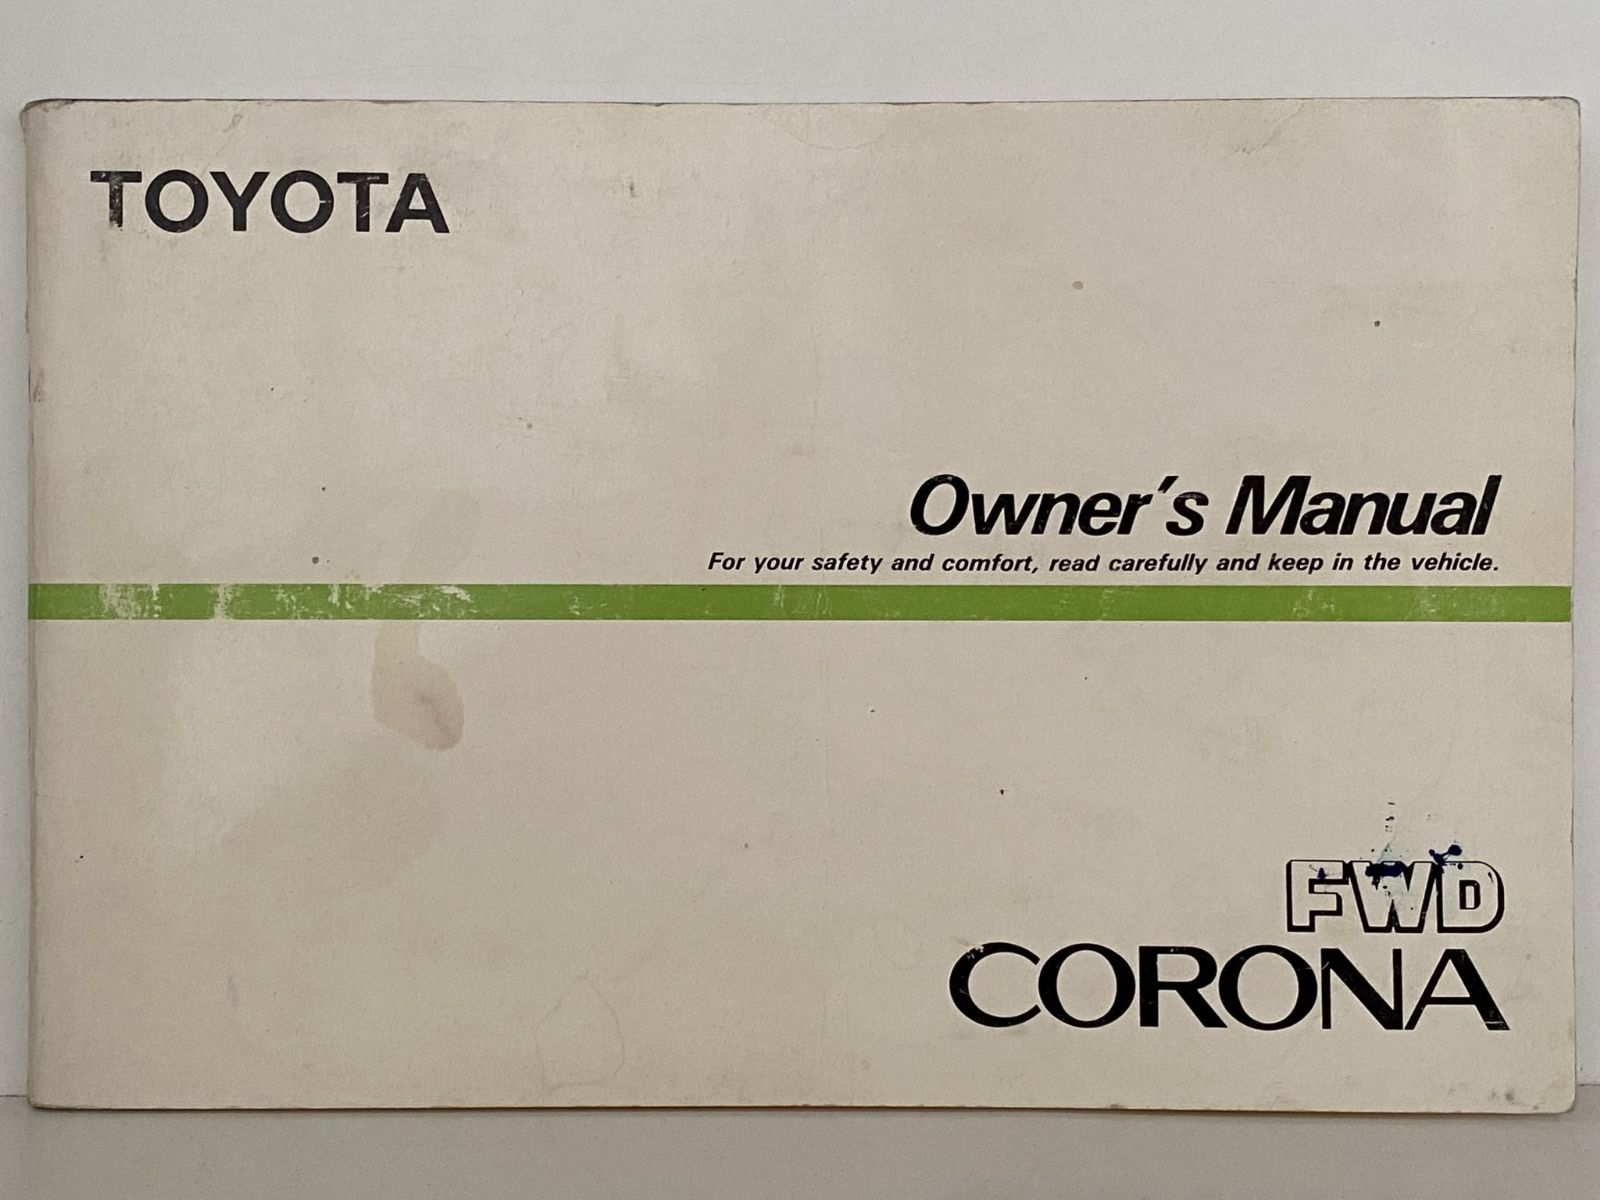 TOYOTA
Owner's Manual
For your safety and comfort, read carefully and keep in the vehicle.
FWD
CORONA